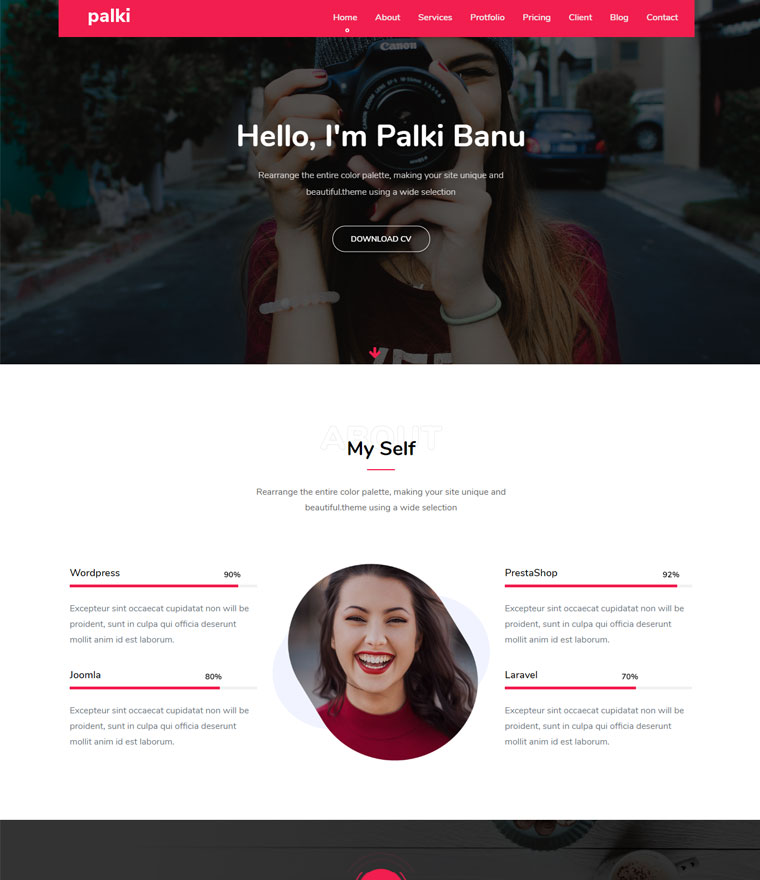 palki
Home About Services Protfolio Pricing Client Blog Contact
Canon
Hello, I'm Palki Banu
Rearrange the entire color palette, making your site unique and
beautiful.theme using a wide selection
DOWNLOAD CV
ABOUT
My Self
Rearrange the entire color palette, making your site unique and
beautiful.theme using a wide selection
Wordpress 90%
Excepteur sint occaecat cupidatat non will be
proident, sunt in culpa qui officia deserunt
mollit anim id est laborum.
Joomla 80%
Excepteur sint occaecat cupidatat non will be
proident, sunt in culpa qui officia deserunt
mollit anim id est laborum.
PrestaShop 92%
Excepteur sint occaecat cupidatat non will be
proident, sunt in culpa qui officia deserunt
mollit anim id est laborum.
Laravel 70%
Excepteur sint occaecat cupidatat non will be
proident, sunt in culpa qui officia deserunt
mollit anim id est laborum.